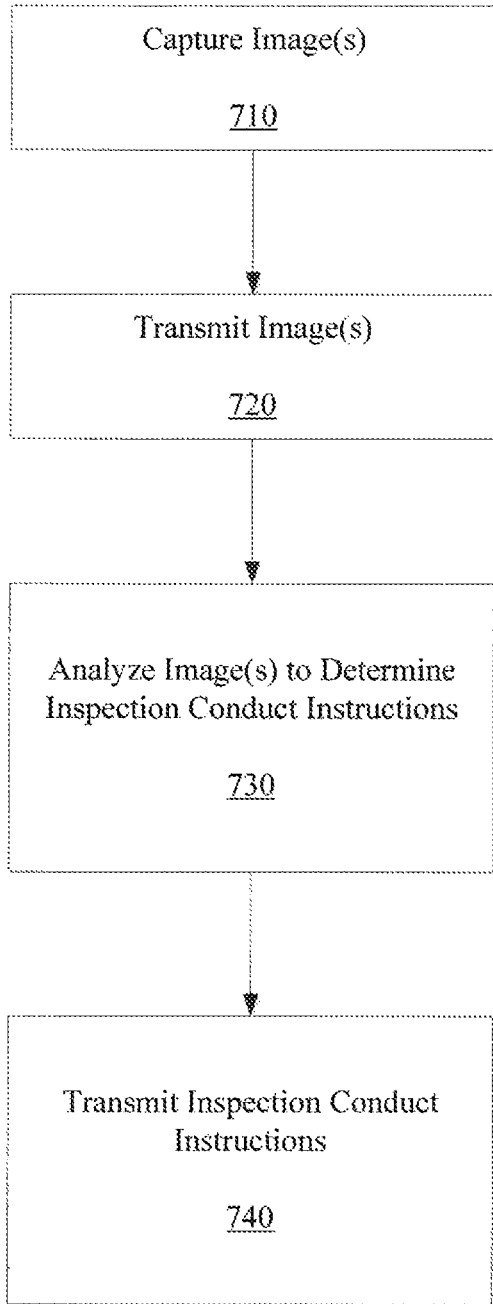 Capture Image(s)
710
Transmit Image(s)
720
Analyze Image(s) to Determine
Inspection Conduct Instructions
730
Transmit Inspection Conduct
Instructions
740